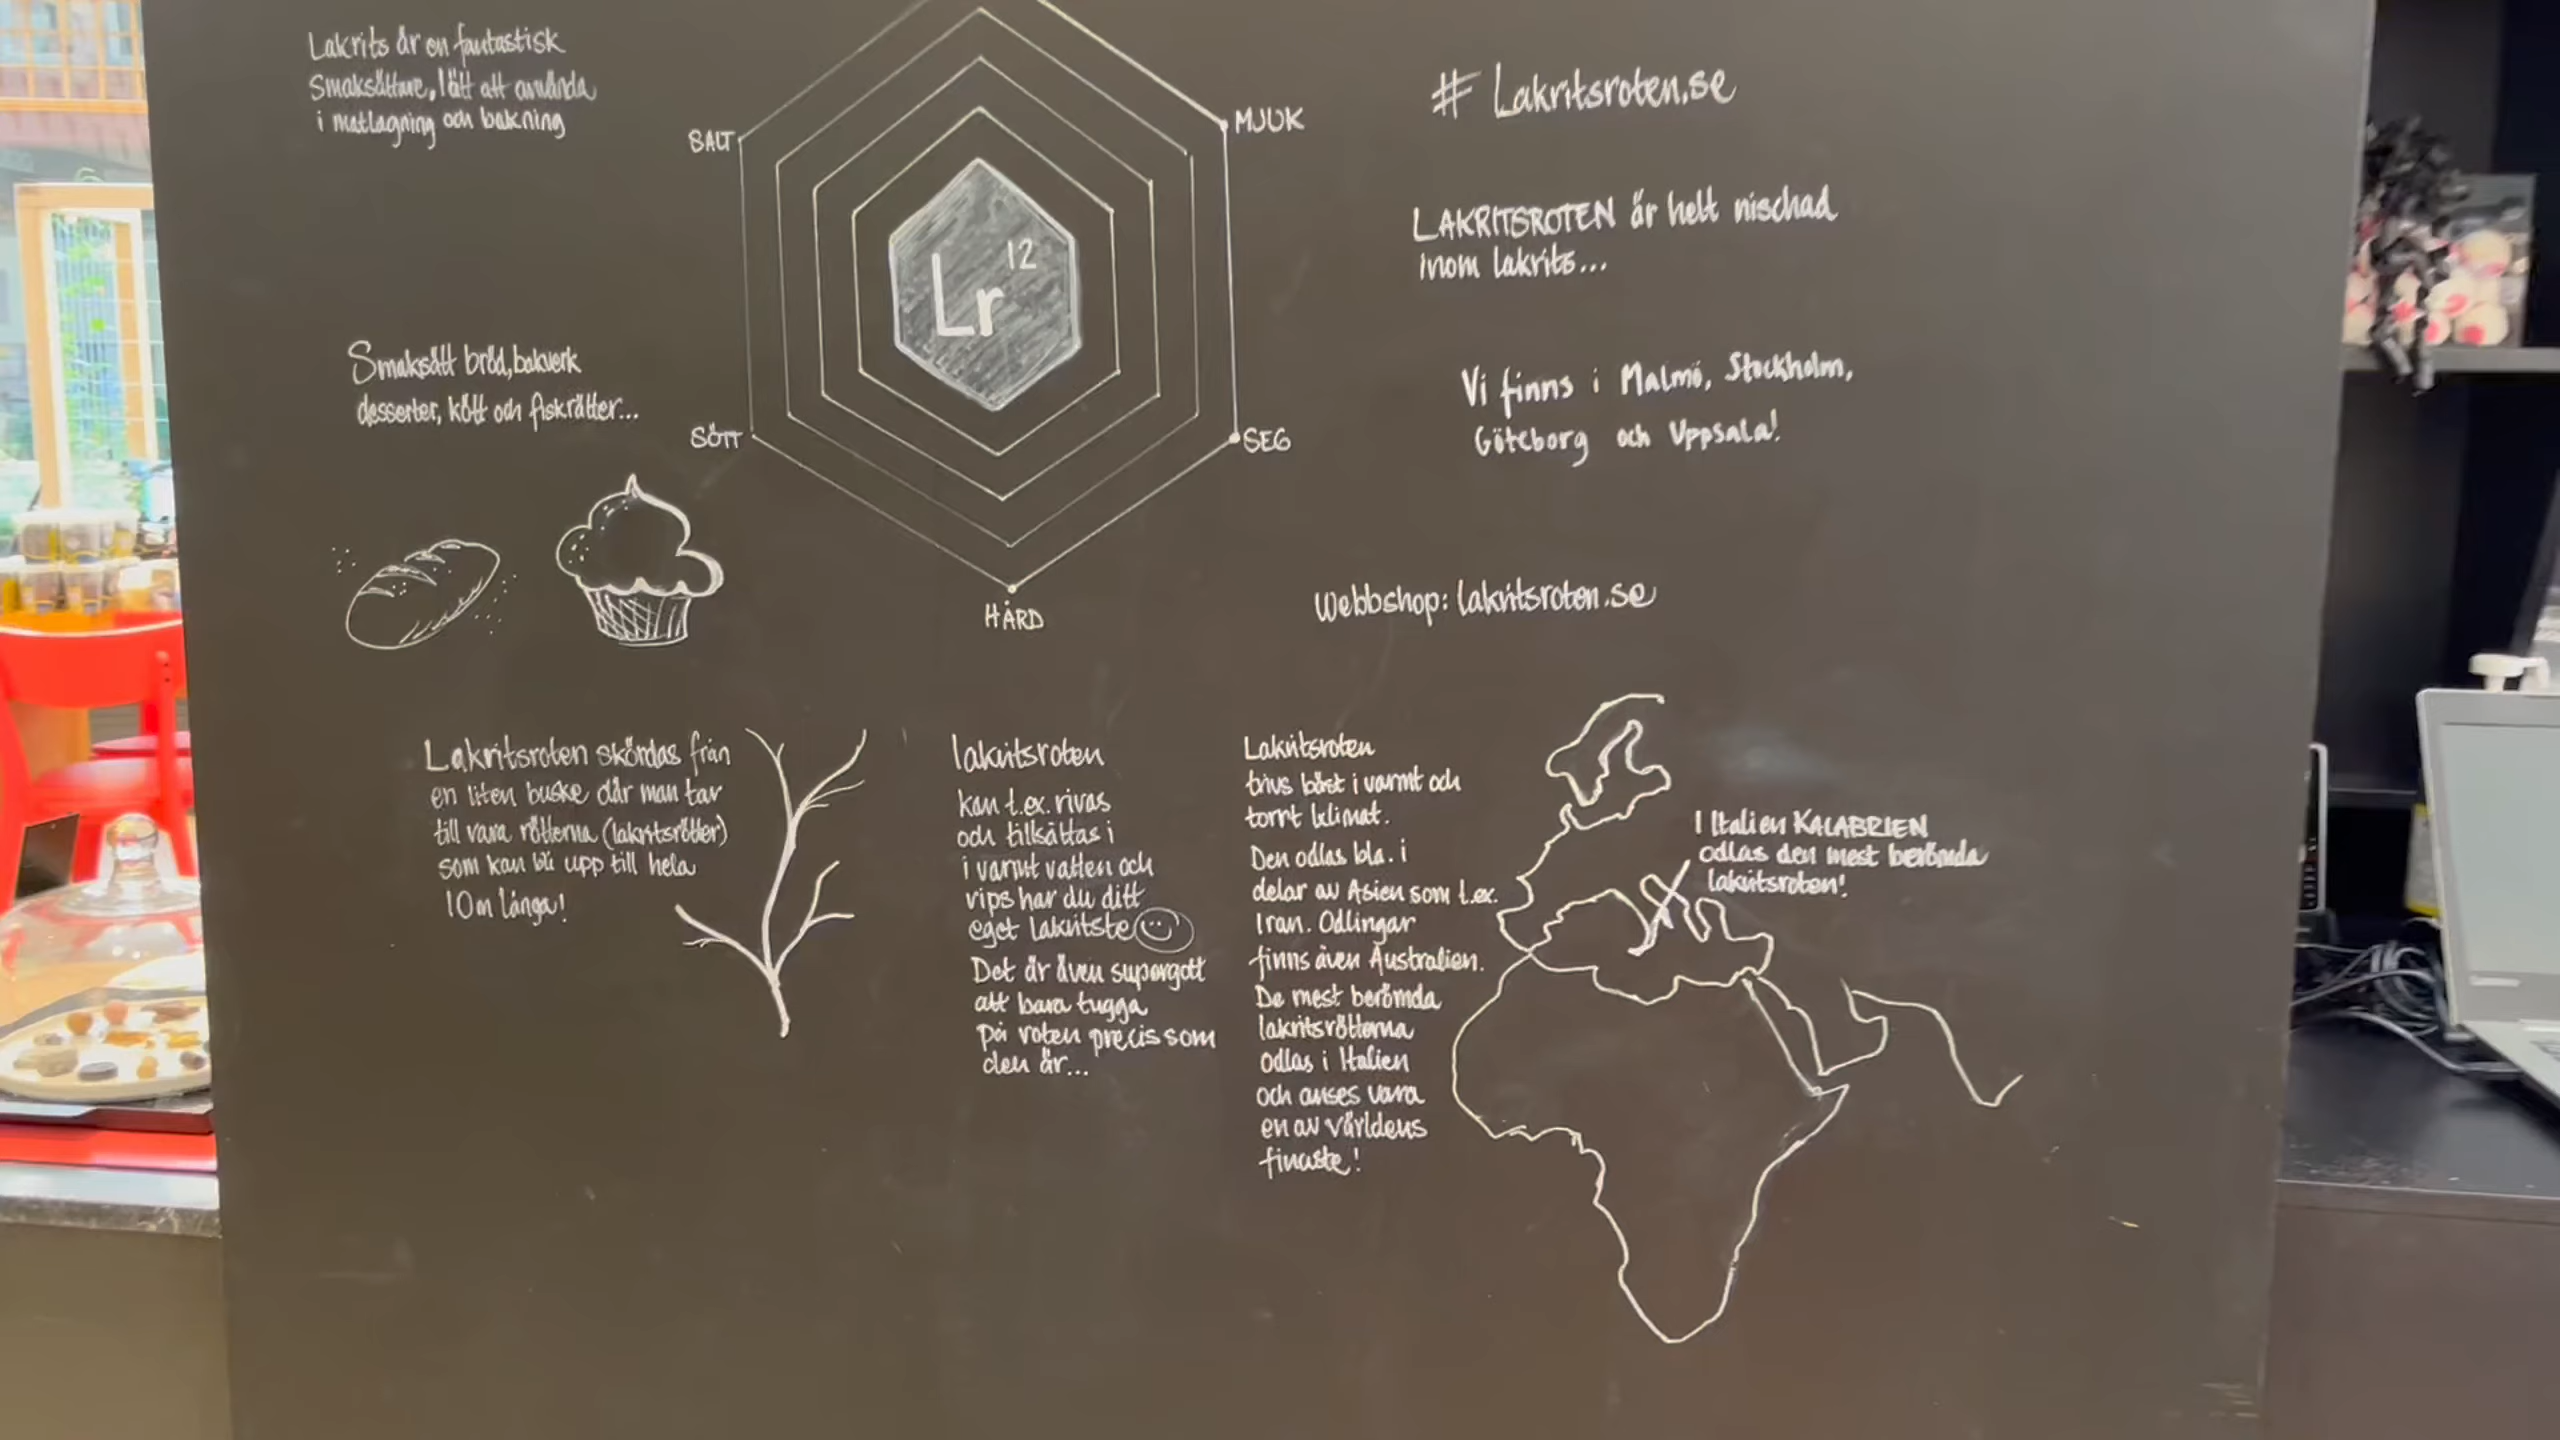 Lakrits är en fantastisk
Smaksättare, lätt att använda
i matlagning och bakning
SALT
MJUK
Lr 12
SÖTT
SEG
HÅRD
# Lakritsroten.se
LAKRITSROTEN är helt nischad
inom lakrits...
Vi finns i Malmö, Stockholm,
Göteborg och Uppsala!
Webbshop: lakritsroten.se
Smaksätt bröd, bakverk
desserter, kött och fiskrätter...
Lakritsroten skördas från
en liten buske där man tar
till vara rötterna (lakritsrötter)
som kan bli upp till hela
10m långa!
lakritsroten
kan t.ex. rivas
och tillsättas i
i varmt vatten och
vips har du ditt
eget lakritste
Det är även supergott
att bara tugga
på roten precis som
den är...
Lakritsroten
trivs bäst i varmt och
torrt klimat.
Den odlas bla. i
delar av Asien som t.ex.
Iran. Odlingar
finns även Australien.
De mest berömda
lakritsrötterna
odlas i Italien
och anses vara
en av världens
finaste!
I Italien KALABRIEN
odlas den mest berömda
lakritsroten!